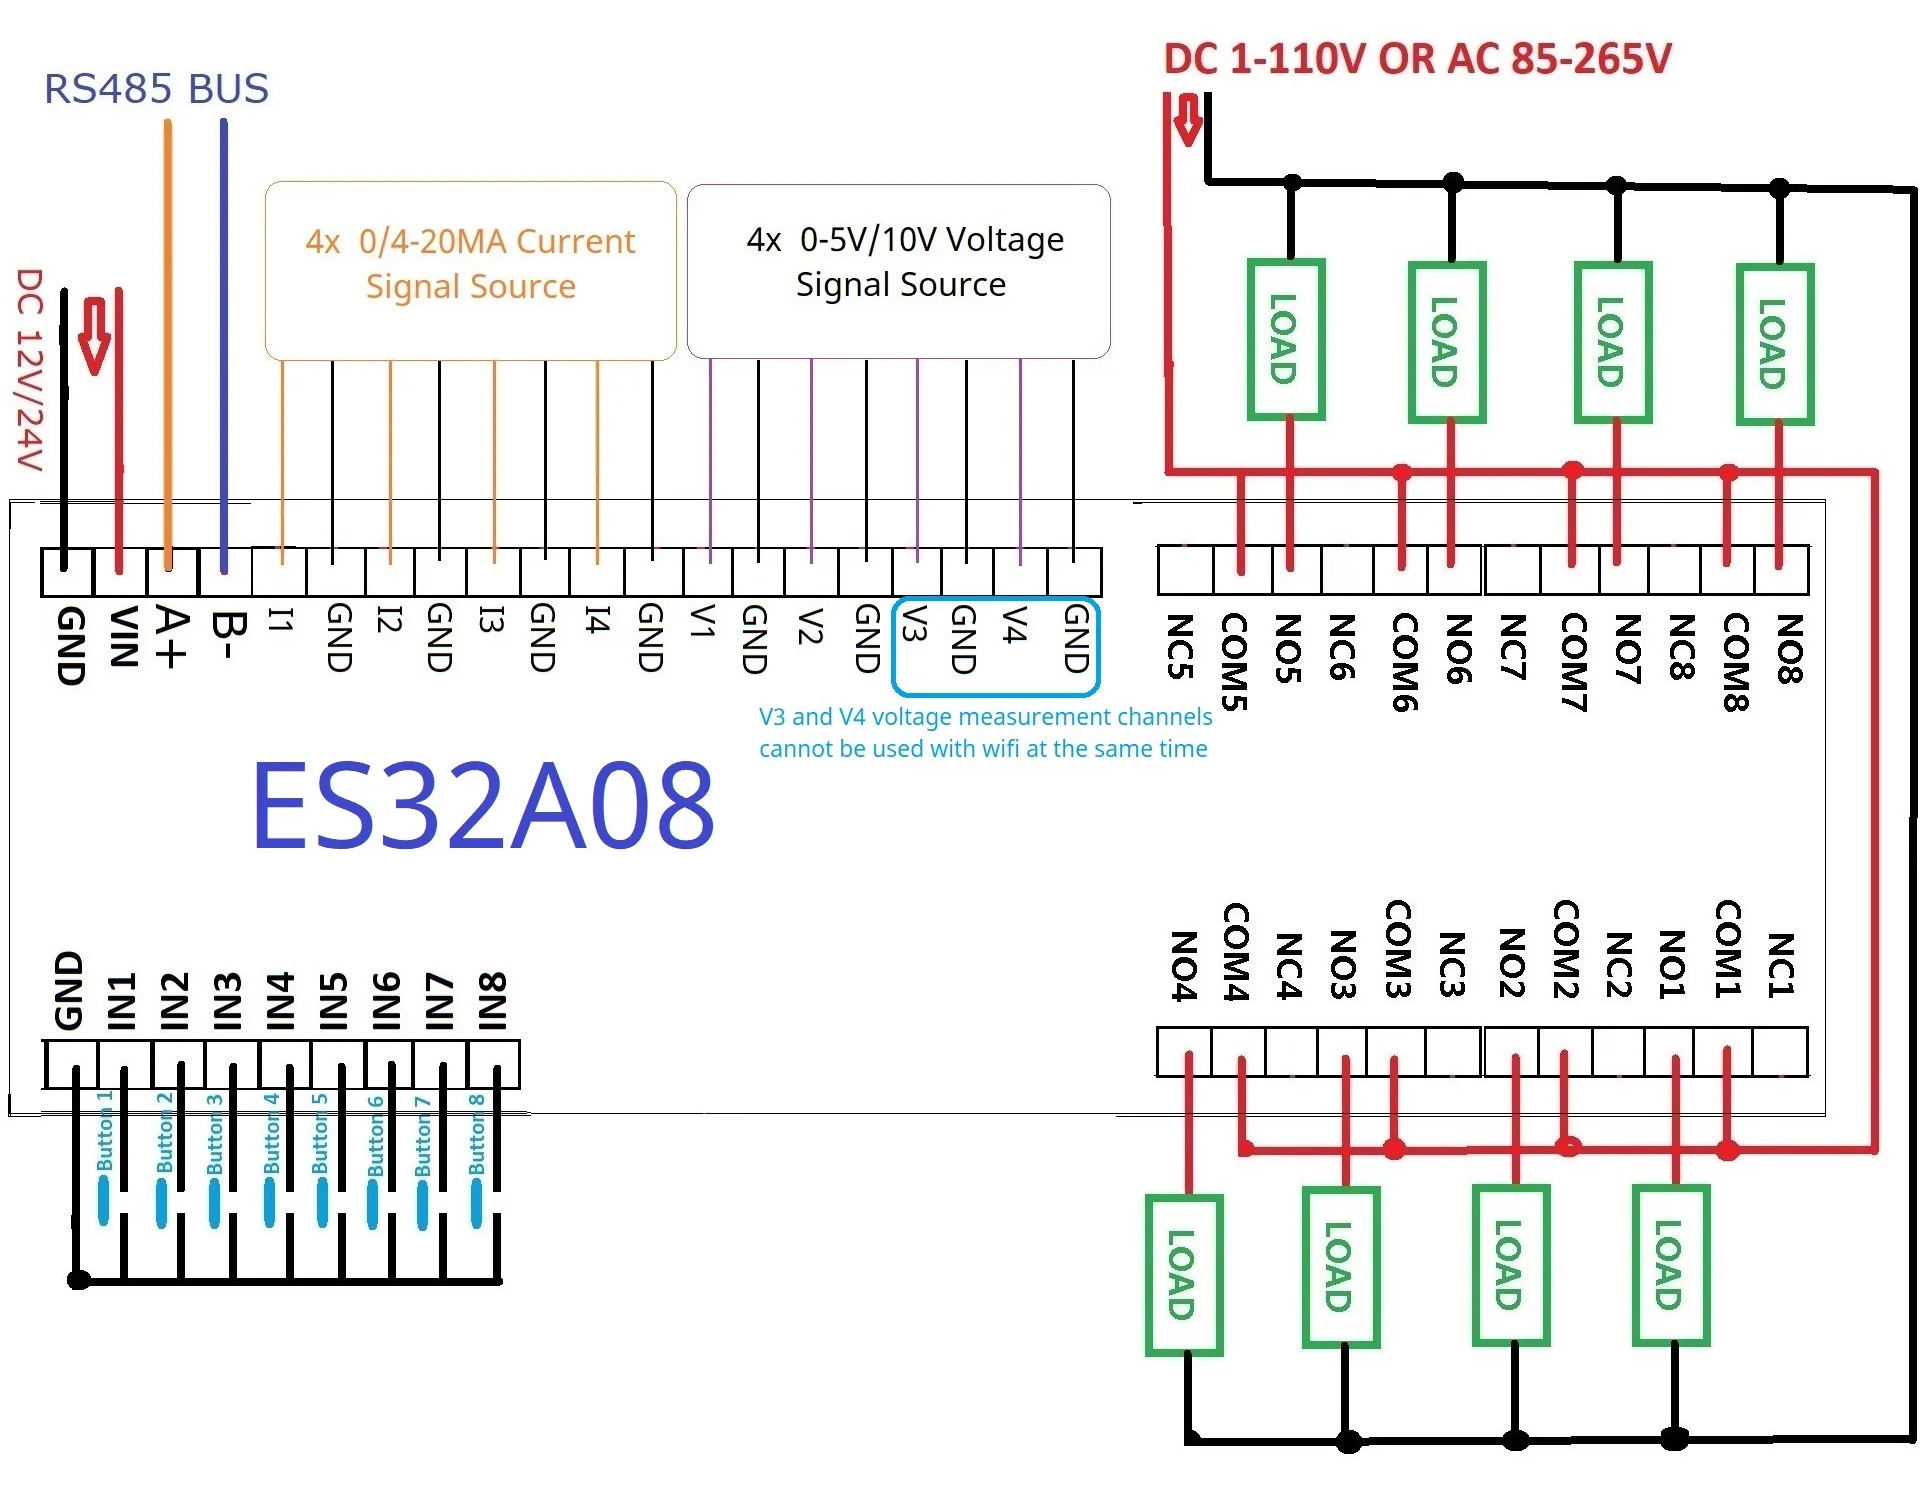 DC 1-110V OR AC 85-265V
RS485 BUS
4x 0/4-20MA Current
Signal Source
4x 0-5V/10V Voltage
Signal Source
DC 12V/24V
LOAD
LOAD
LOAD
LOAD
GND
VIN
A+
B-
I1
GND
I2
GND
I3
GND
I4
GND
V1
GND
V2
GND
V3
GND
V4
GND
NC5
COM5
NO5
NC6
COM6
NO6
NC7
COM7
NO7
NC8
COM8
NO8
V3 and V4 voltage measurement channels
cannot be used with wifi at the same time
ES32A08
GND
IN1
IN2
IN3
IN4
IN5
IN6
IN7
IN8
NO4
COM4
NC4
NO3
COM3
NC3
NO2
COM2
NC2
NO1
COM1
NC1
Button 1
Button 2
Button 3
Button 4
Button 5
Button 6
Button 7
Button 8
LOAD
LOAD
LOAD
LOAD